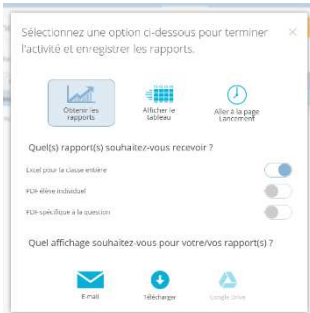 Sélectionnez une option ci-dessous pour terminer
l'activité et enregistrer les rapports.
Obtenir les
rapports
Afficher le
tableau
Aller à la page
Lancement
Quel(s) rapport(s) souhaitez-vous recevoir ?
Excel pour la classe entière
PDF élève individuel
PDF spécifique à la question
Quel affichage souhaitez-vous pour votre/vos rapport(s) ?
E-mail
Télécharger
Google Drive